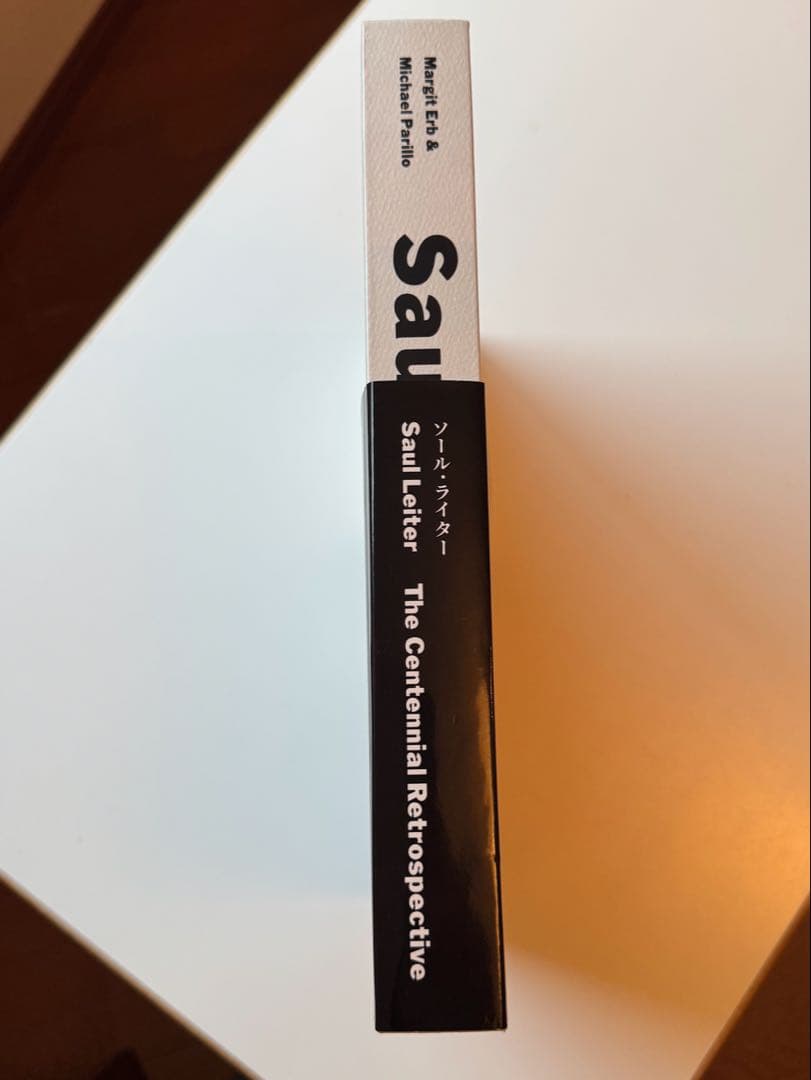 Margit Erb &
Michael Parillo
Sau
ソール・ライター
Saul Leiter The Centennial Retrospective